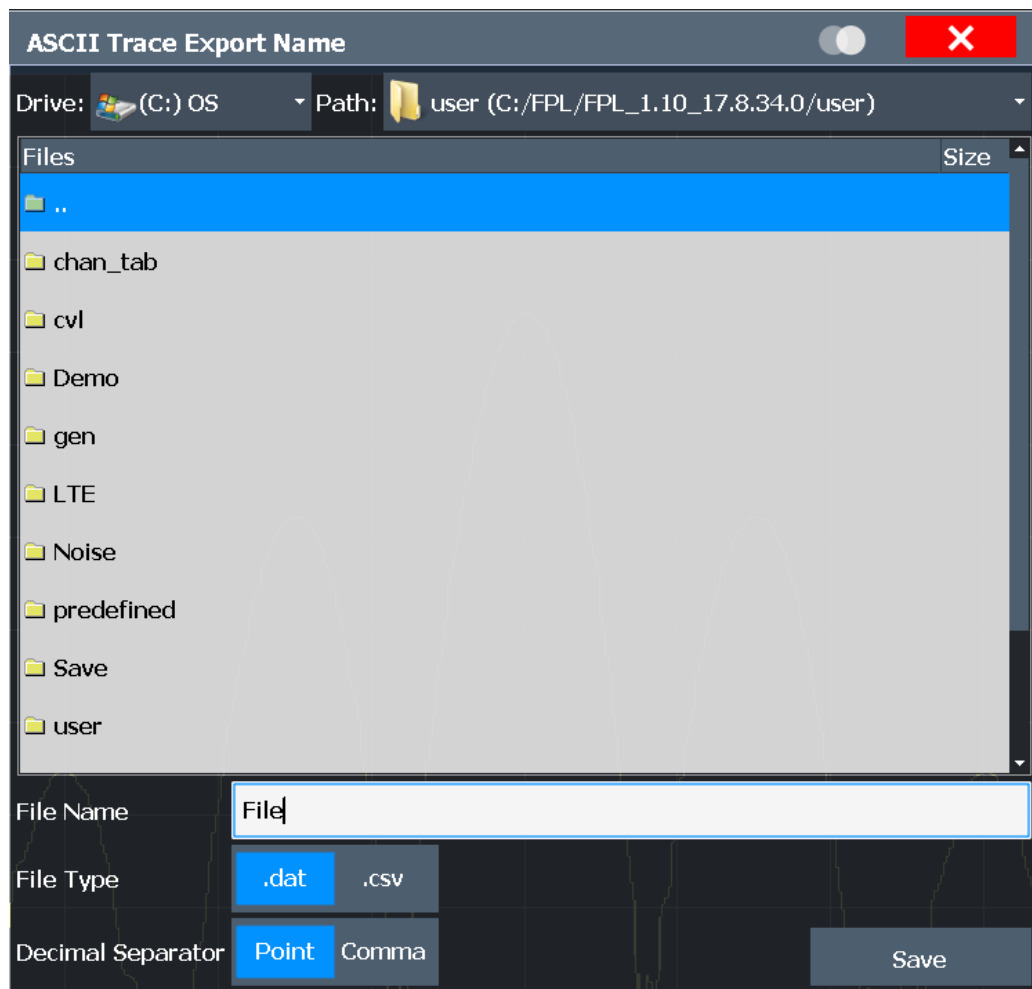 ASCII Trace Export Name
Drive: (C:) OS Path: user (C:/FPL/FPL_1.10_17.8.34.0/user)
Files Size
..
chan_tab
cvl
Demo
gen
LTE
Noise
predefined
Save
user
File Name File
File Type .dat .csv
Decimal Separator Point Comma Save